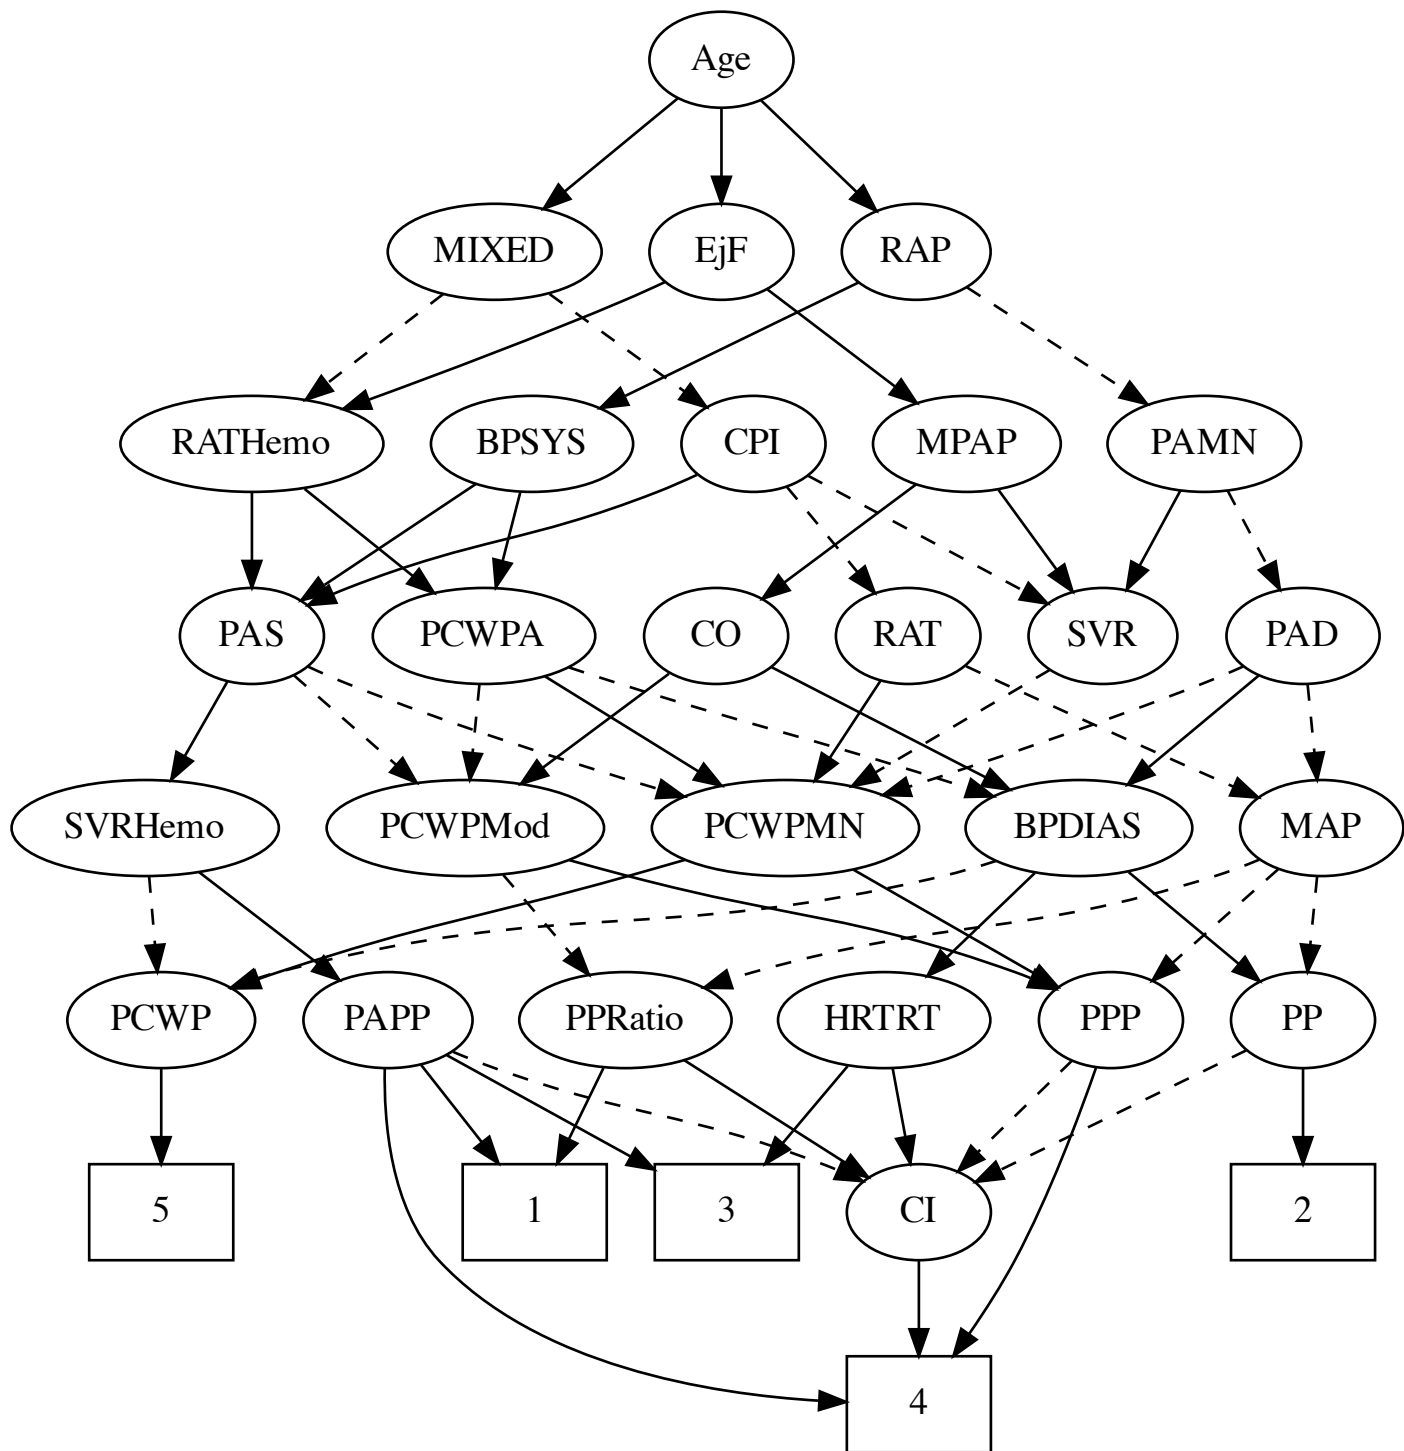 Age
MIXED EjF RAP
RATHemo BPSYS CPI MPAP PAMN
PAS PCWPA CO RAT SVR PAD
SVRHemo PCWPMod PCWPMN BPDIAS MAP
PCWP PAPP PPRatio HRTRT PPP PP
5 1 3 CI 2
4